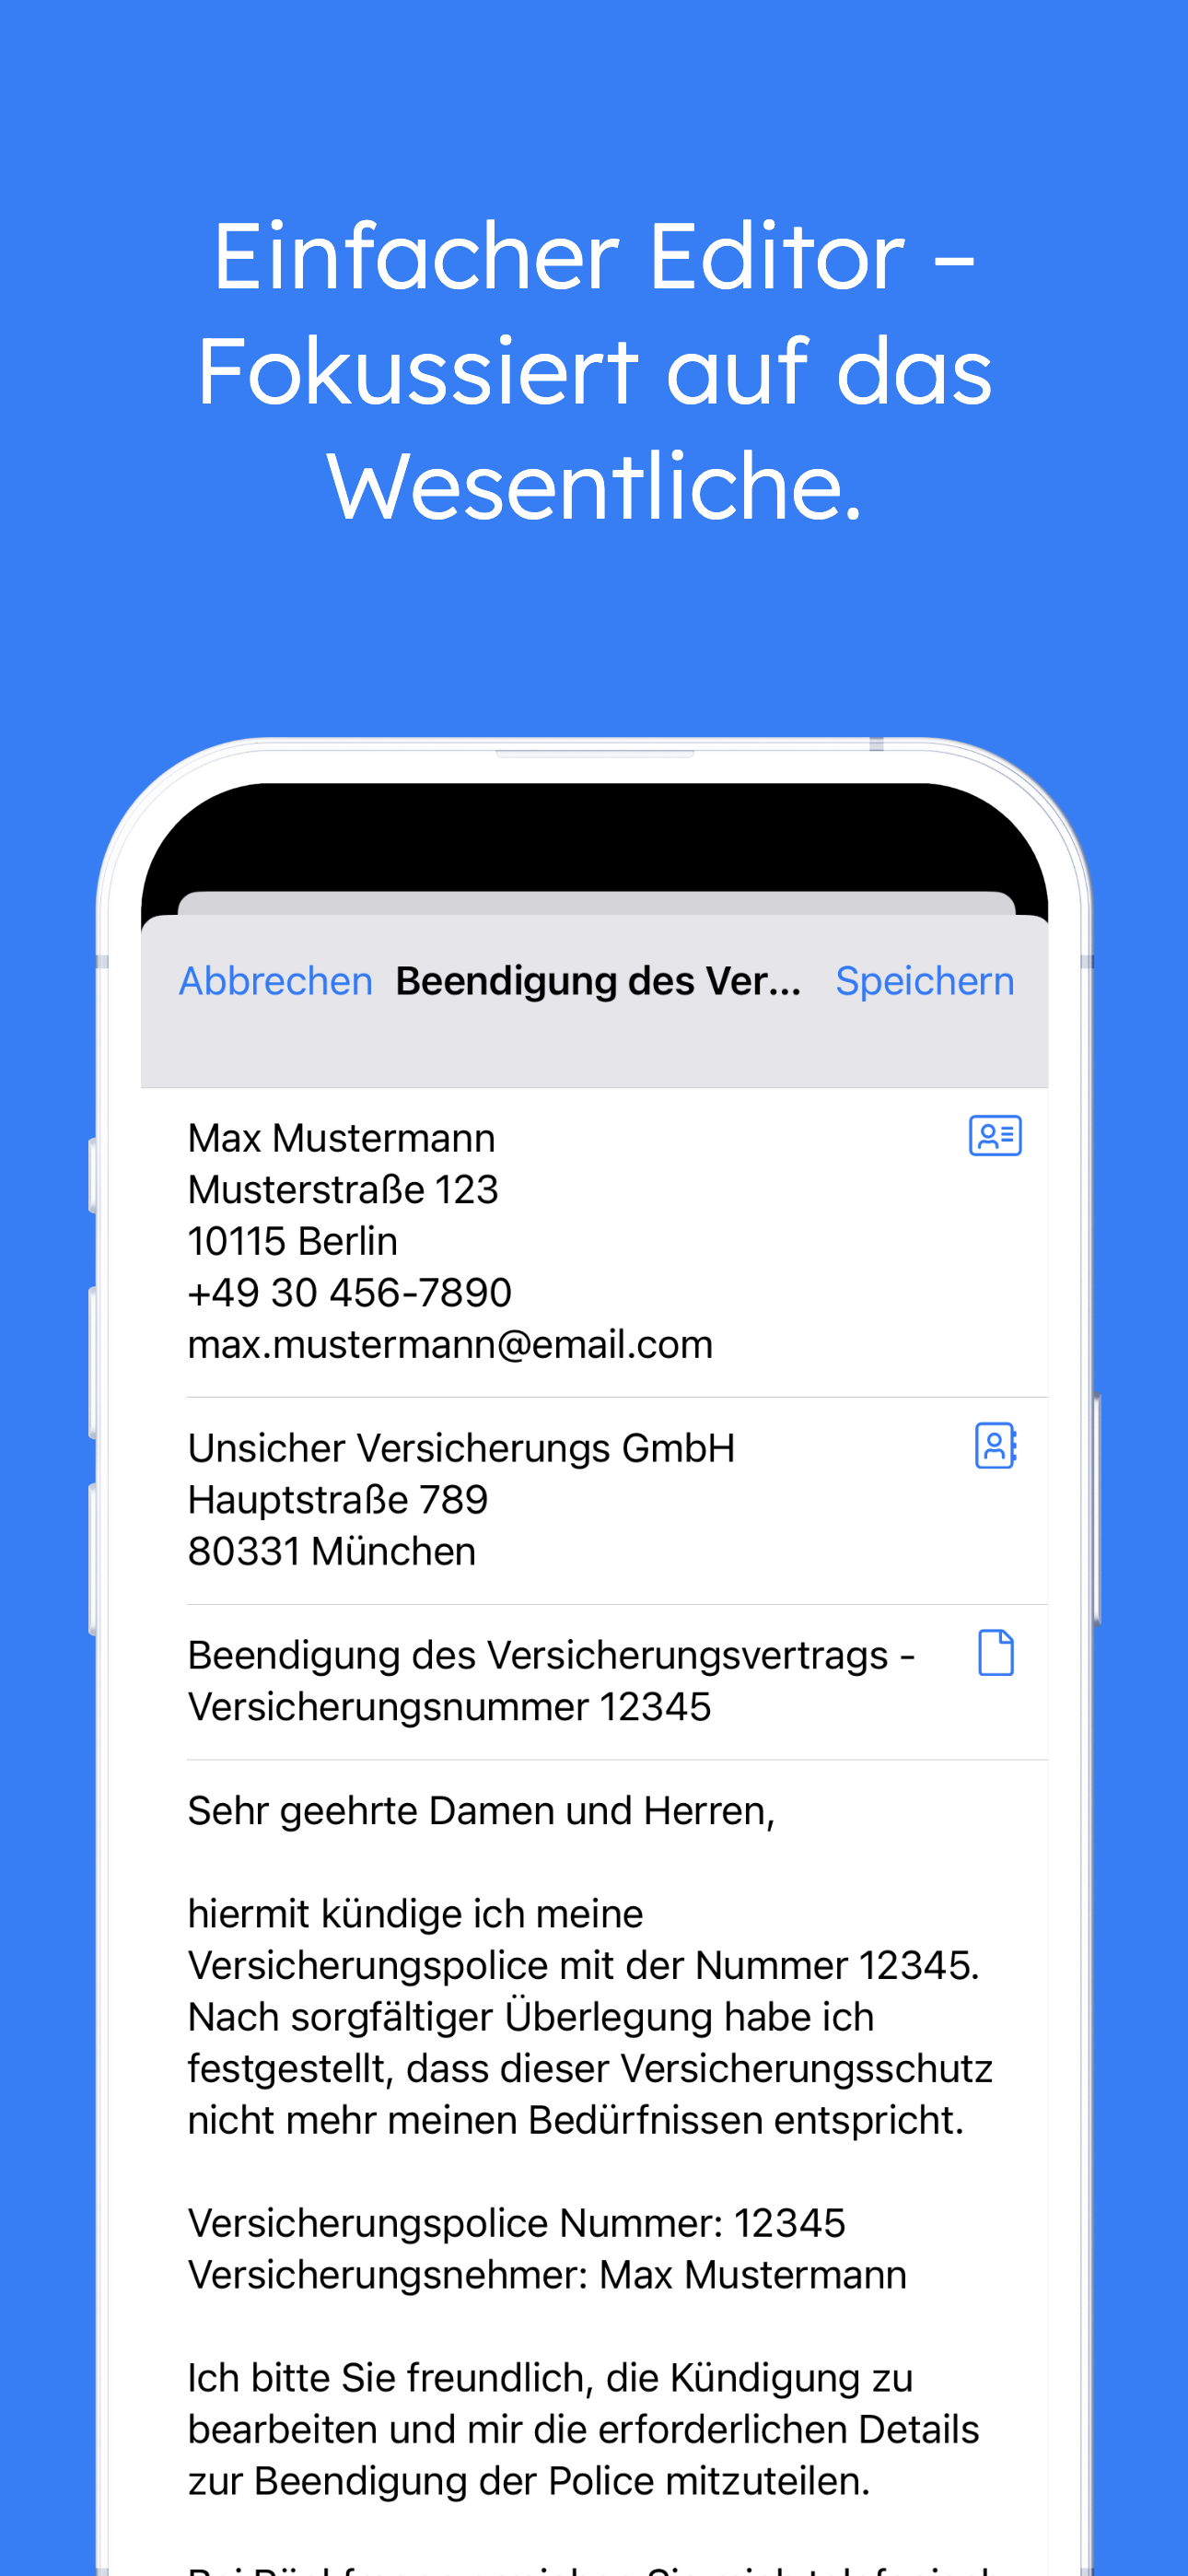 Einfacher Editor –
Fokussiert auf das
Wesentliche.
Abbrechen Beendigung des Ver... Speichern
Max Mustermann
Musterstraße 123
10115 Berlin
+49 30 456-7890
max.mustermann@email.com
Unsicher Versicherungs GmbH
Hauptstraße 789
80331 München
Beendigung des Versicherungsvertrags -
Versicherungsnummer 12345
Sehr geehrte Damen und Herren,
hiermit kündige ich meine
Versicherungspolice mit der Nummer 12345.
Nach sorgfältiger Überlegung habe ich
festgestellt, dass dieser Versicherungsschutz
nicht mehr meinen Bedürfnissen entspricht.
Versicherungspolice Nummer: 12345
Versicherungsnehmer: Max Mustermann
Ich bitte Sie freundlich, die Kündigung zu
bearbeiten und mir die erforderlichen Details
zur Beendigung der Police mitzuteilen.